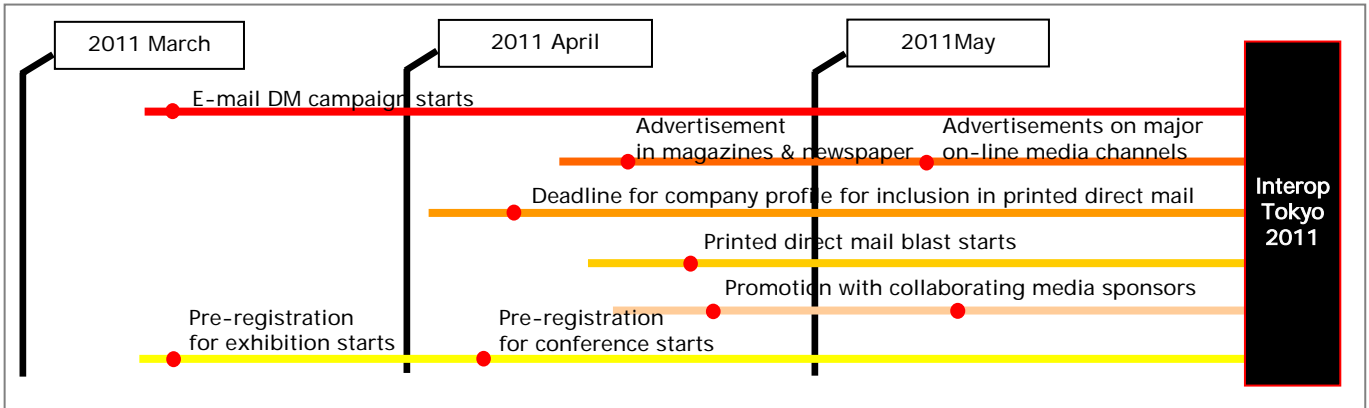 2011 March
2011 April
2011May
E-mail DM campaign starts
Advertisement
in magazines & newspaper
Advertisements on major
on-line media channels
Deadline for company profile for inclusion in printed direct mail
Printed direct mail blast starts
Promotion with collaborating media sponsors
Pre-registration
for exhibition starts
Pre-registration
for conference starts
Interop
Tokyo
2011